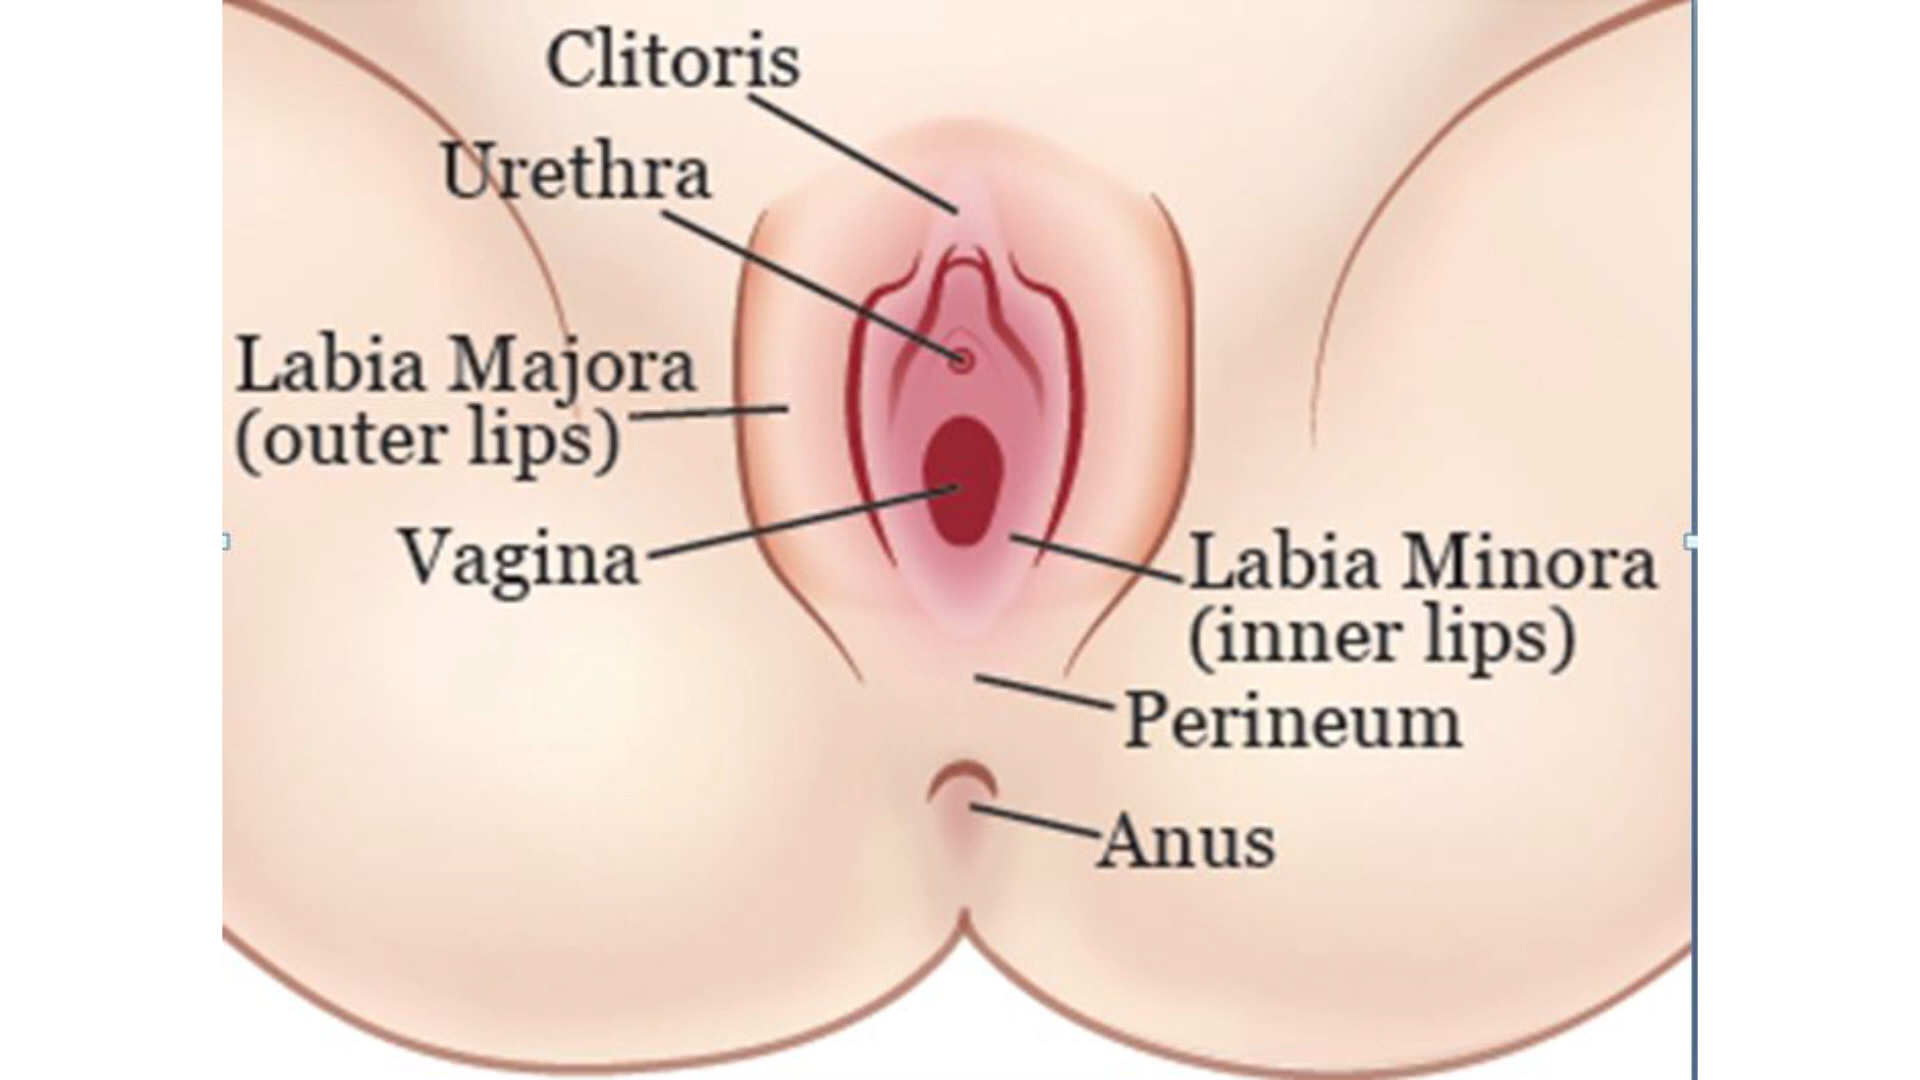 Clitoris
Urethra
Labia Majora
(outer lips)
Vagina
Labia Minora
(inner lips)
Perineum
Anus